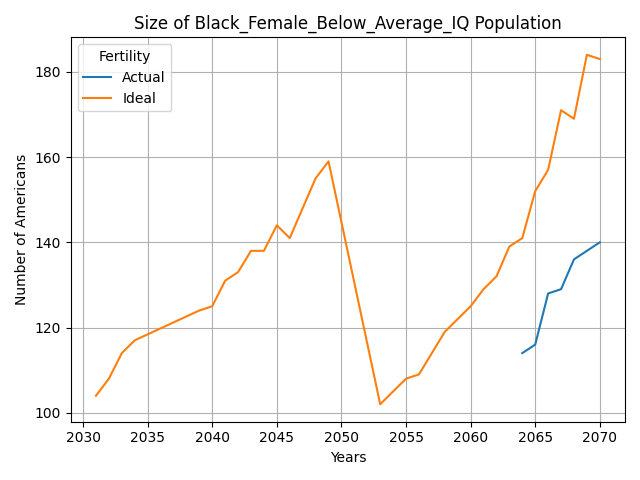 Size of Black_Female_Below_Average_IQ Population
Fertility
Actual
Ideal
Number of Americans
180
160
140
120
100
2030 2035 2040 2045 2050 2055 2060 2065 2070
Years